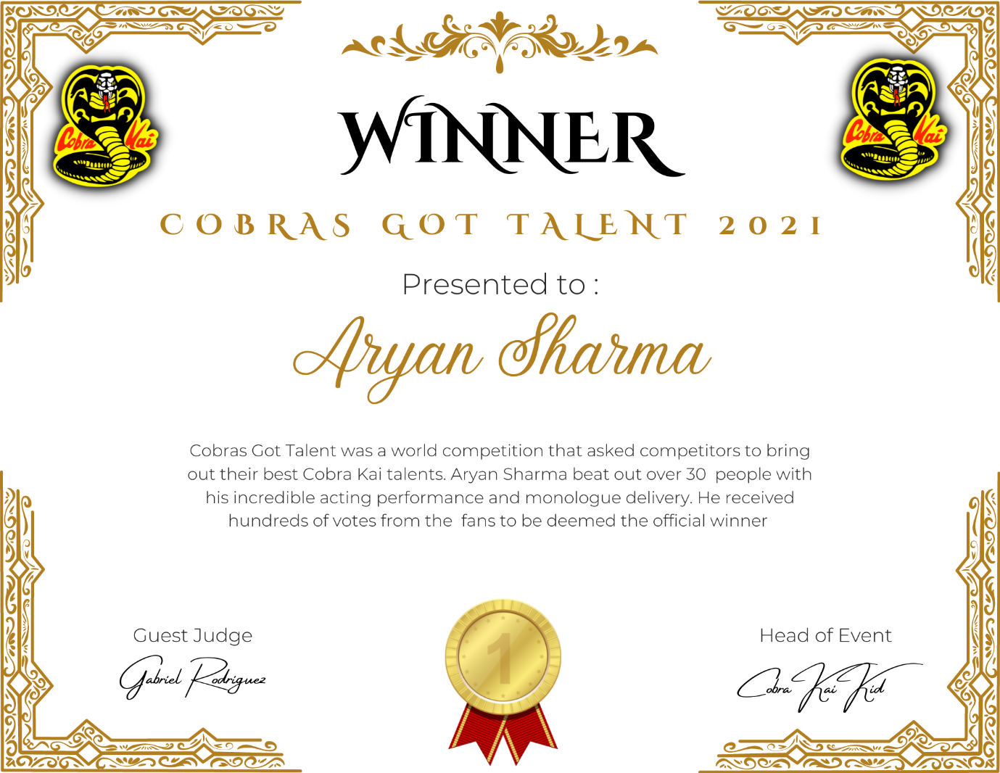 Cobra Kai
Cobra Kai
WINNER
COBRAS GOT TALENT 2021
Presented to :
Aryan Sharma
Cobras Got Talent was a world competition that asked competitors to bring
out their best Cobra Kai talents. Aryan Sharma beat out over 30  people with
his incredible acting performance and monologue delivery. He received
hundreds of votes from the  fans to be deemed the official winner
Guest Judge
Gabriel Rodriguez
1
Head of Event
Cobra Kai Kid